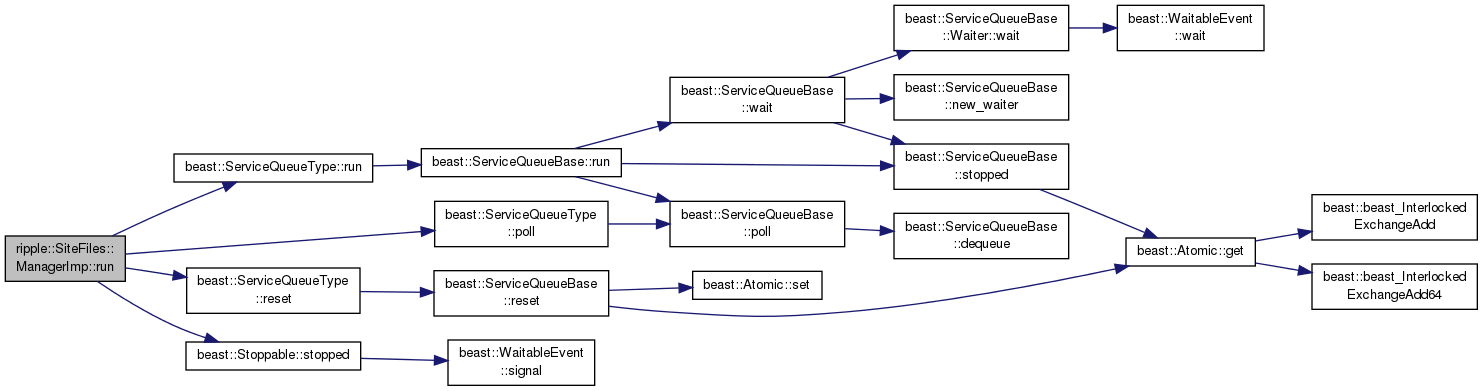 ripple::SiteFiles::
ManagerImp::run
beast::ServiceQueueType::run
beast::ServiceQueueType
::poll
beast::ServiceQueueType
::reset
beast::Stoppable::stopped
beast::ServiceQueueBase::run
beast::ServiceQueueBase
::reset
beast::WaitableEvent
::signal
beast::ServiceQueueBase
::wait
beast::ServiceQueueBase
::poll
beast::Atomic::set
beast::ServiceQueueBase
::Waiter::wait
beast::ServiceQueueBase
::new_waiter
beast::ServiceQueueBase
::stopped
beast::ServiceQueueBase
::dequeue
beast::WaitableEvent
::wait
beast::Atomic::get
beast::beast_Interlocked
ExchangeAdd
beast::beast_Interlocked
ExchangeAdd64